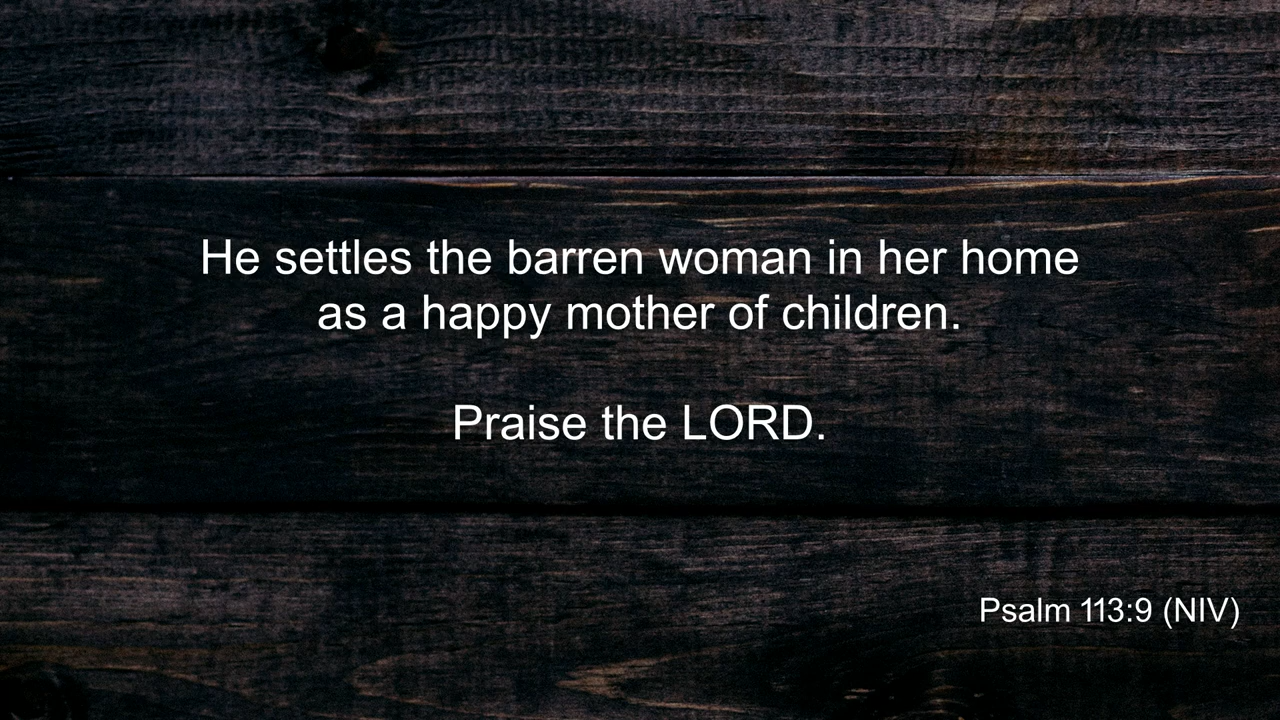 He settles the barren woman in her home
as a happy mother of children.
Praise the LORD.
Psalm 113:9 (NIV)